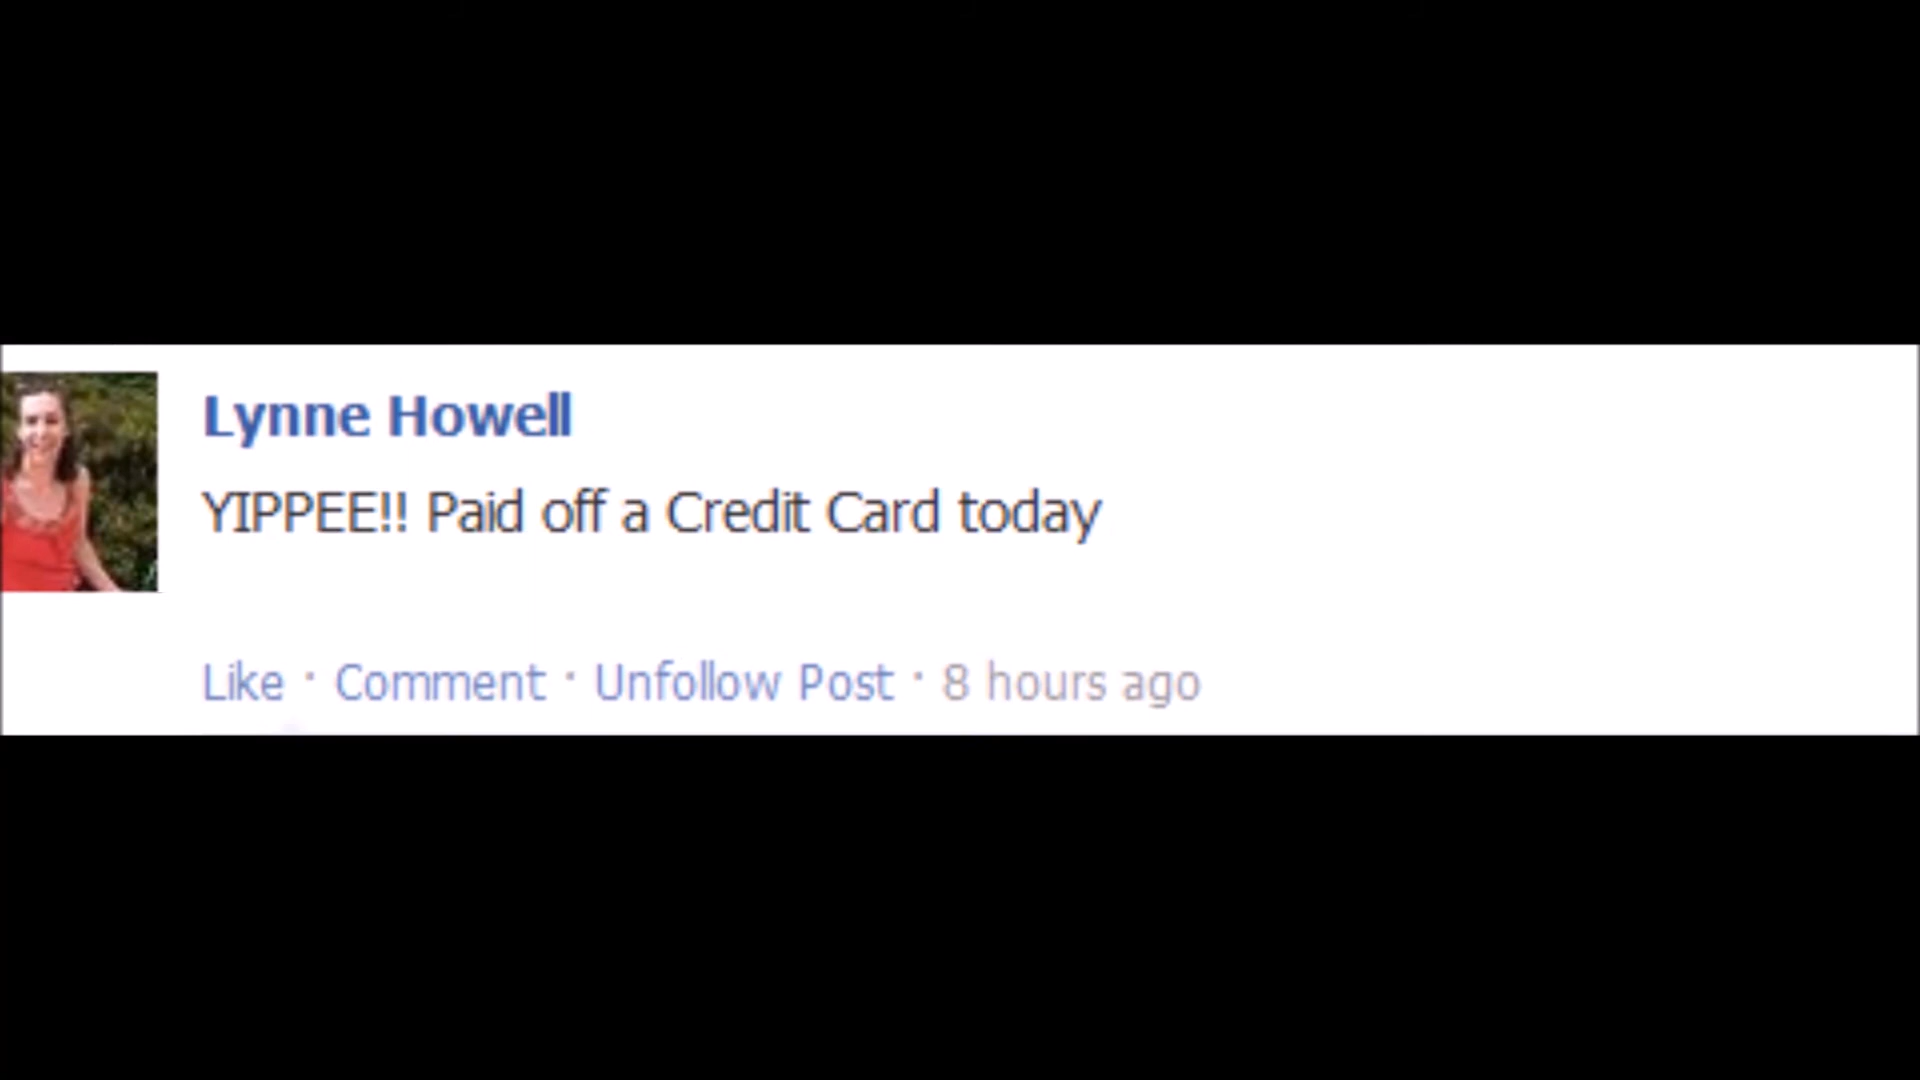 Lynne Howell
YIPPEE!! Paid off a Credit Card today
Like · Comment · Unfollow Post · 8 hours ago